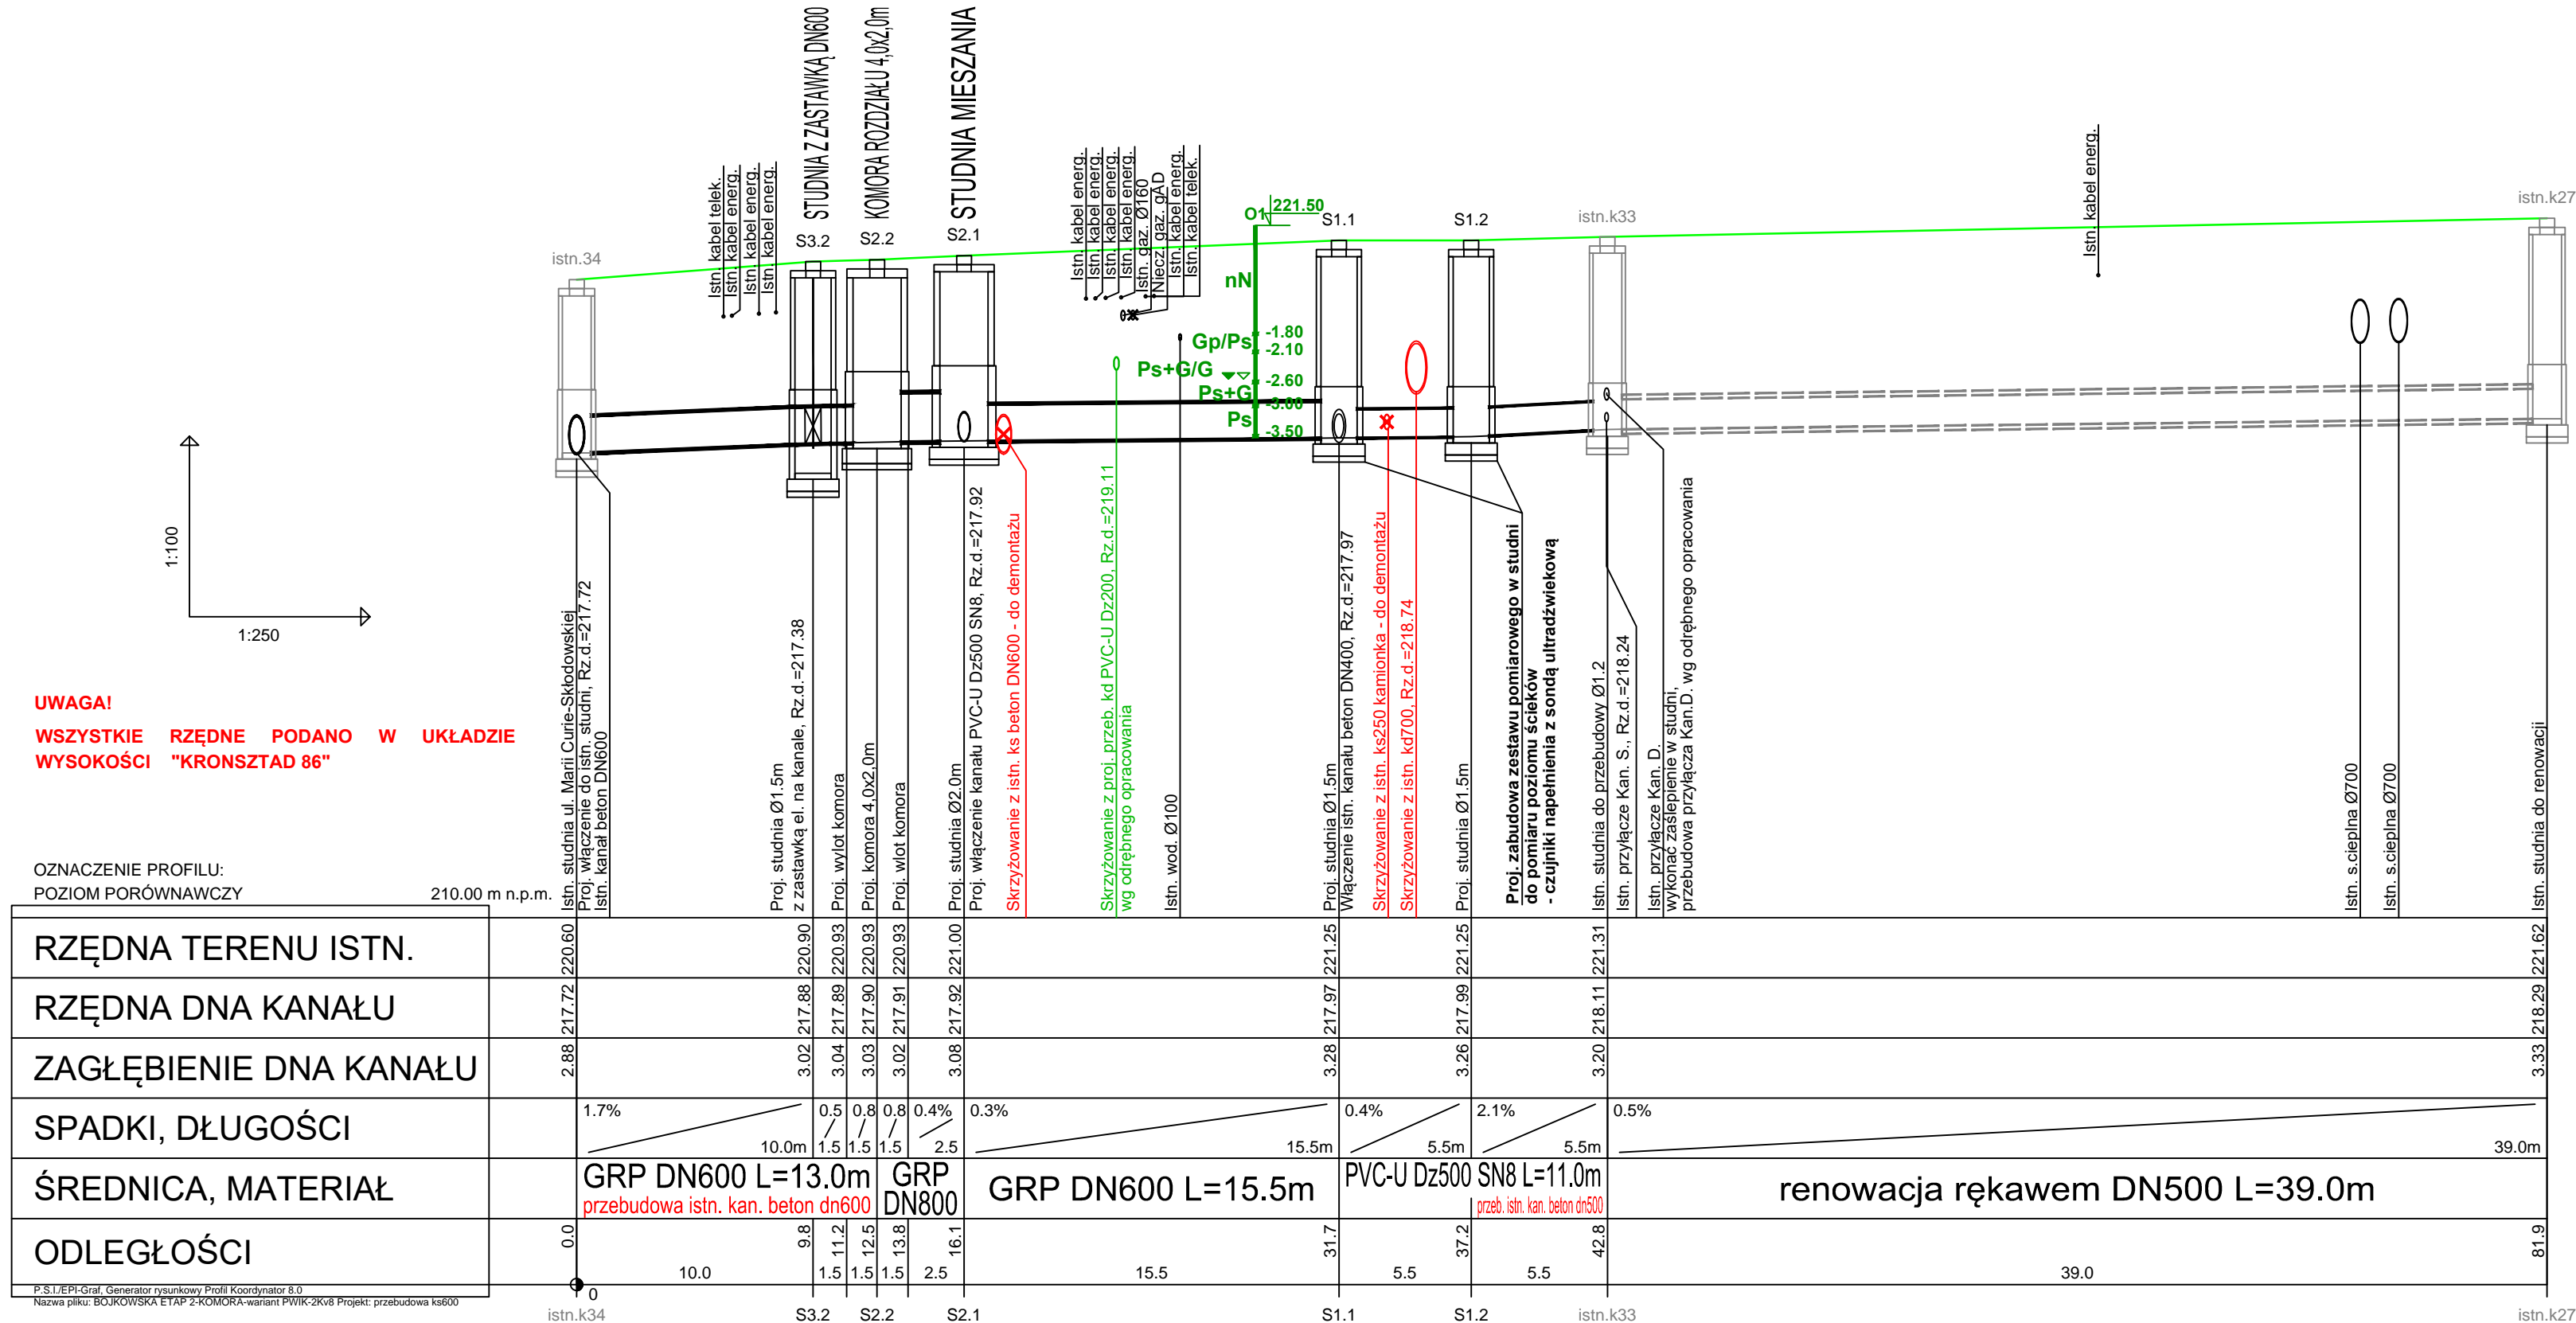 STUDNIA Z ZASTAWKĄ DN600
KOMORA ROZDZIAŁU 4,0x2,0m
STUDNIA MIESZANIA
istn.34
Istn. kabel telek.
Istn. kabel energ.
Istn. kabel energ.
Istn. kabel energ.
S3.2
S2.2
S2.1
Istn. kabel energ.
Istn. kabel energ.
Istn. kabel energ.
Istn. kabel energ.
Istn. gaz. Ø160
Niecz. gaz. gAD
Istn. kabel energ.
Istn. kabel telek.
O1
221.50
nN
-1.80
Gp/Ps
-2.10
Ps+G/G
-2.60
Ps+G
-3.00
Ps
-3.50
S1.1
S1.2
istn.k33
Istn. kabel energ.
istn.k27
1:100
1:250
UWAGA!
WSZYSTKIE RZĘDNE PODANO W UKŁADZIE
WYSOKOŚCI "KRONSZTAD 86"
OZNACZENIE PROFILU:
POZIOM PORÓWNAWCZY 210.00 m n.p.m.
Istn. studnia ul. Marii Curie-Skłodowskiej
Proj. włączenie do istn. studni, Rz.d.=217.72
Istn. kanał beton DN600
Proj. studnia Ø1.5m
z zastawką el. na kanale, Rz.d.=217.38
Proj. wylot komora
Proj. komora 4,0x2,0m
Proj. wlot komora
Proj. studnia Ø2.0m
Proj. włączenie kanału PVC-U Dz500 SN8, Rz.d.=217.92
Skrzyżowanie z istn. ks beton DN600 - do demontażu
Skrzyżowanie z proj. przeb. kd PVC-U Dz200, Rz.d.=219.11
wg odrębnego opracowania
Istn. wod. Ø100
Proj. studnia Ø1.5m
Włączenie istn. kanału beton DN400, Rz.d.=217.97
Skrzyżowanie z istn. ks250 kamionka - do demontażu
Skrzyżowanie z istn. kd700, Rz.d.=218.74
Proj. studnia Ø1.5m
Proj. zabudowa zestawu pomiarowego w studni
do pomiaru poziomu ścieków
- czujniki napełnienia z sondą ultradźwiekową
Istn. studnia do przebudowy Ø1.2
Istn. przyłącze Kan. S., Rz.d.=218.24
Istn. przyłącze Kan. D.
wykonać zaślepienie w studni,
przebudowa przyłącza Kan.D. wg odrębnego opracowania
Istn. s.cieplna Ø700
Istn. s.cieplna Ø700
Istn. studnia do renowacji
RZĘDNA TERENU ISTN. 220.60 220.90 220.93 220.93 220.93 221.00 221.25 221.25 221.31 221.62
RZĘDNA DNA KANAŁU 217.72 217.88 217.89 217.90 217.91 217.92 217.97 217.99 218.11 218.29
ZAGŁĘBIENIE DNA KANAŁU 2.88 3.02 3.04 3.03 3.02 3.08 3.28 3.26 3.20 3.33
SPADKI, DŁUGOŚCI
1.7% 0.5 0.8 0.8 0.4% 0.3% 0.4% 2.1% 0.5%
10.0m 1.5 1.5 1.5 2.5 15.5m 5.5m 5.5m 39.0m
ŚREDNICA, MATERIAŁ
GRP DN600 L=13.0m
przebudowa istn. kan. beton dn600
GRP
DN800
GRP DN600 L=15.5m
PVC-U Dz500 SN8 L=11.0m
przeb. istn. kan. beton dn500
renowacja rękawem DN500 L=39.0m
ODLEGŁOŚCI
0.0 9.8 11.2 12.5 13.8 16.1 31.7 37.2 42.8 81.9
10.0 1.5 1.5 1.5 2.5 15.5 5.5 5.5 39.0
0
P.S.I./EPI-Graf, Generator rysunkowy Profil Koordynator 8.0
Nazwa pliku: BOJKOWSKA ETAP 2-KOMORA-wariant PWIK-2Kv8 Projekt: przebudowa ks600
istn.k34 S3.2 S2.2 S2.1 S1.1 S1.2 istn.k33 istn.k27